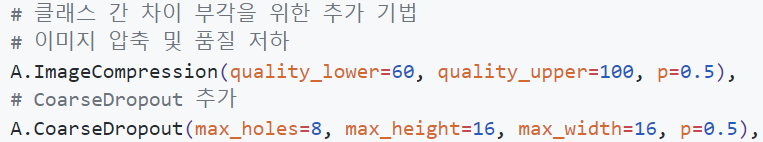 # 클래스 간 차이 부각을 위한 추가 기법
# 이미지 압축 및 품질 저하
A.ImageCompression(quality_lower=60, quality_upper=100, p=0.5),
# CoarseDropout 추가
A.CoarseDropout(max_holes=8, max_height=16, max_width=16, p=0.5),